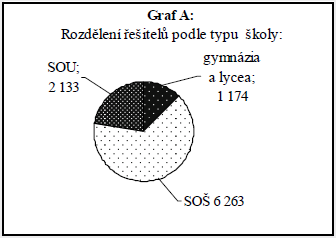 Graf A:
Rozdělení řešitelů podle typu školy:
SOU;
2 133
gymnázia
a lycea;
1 174
SOŠ 6 263